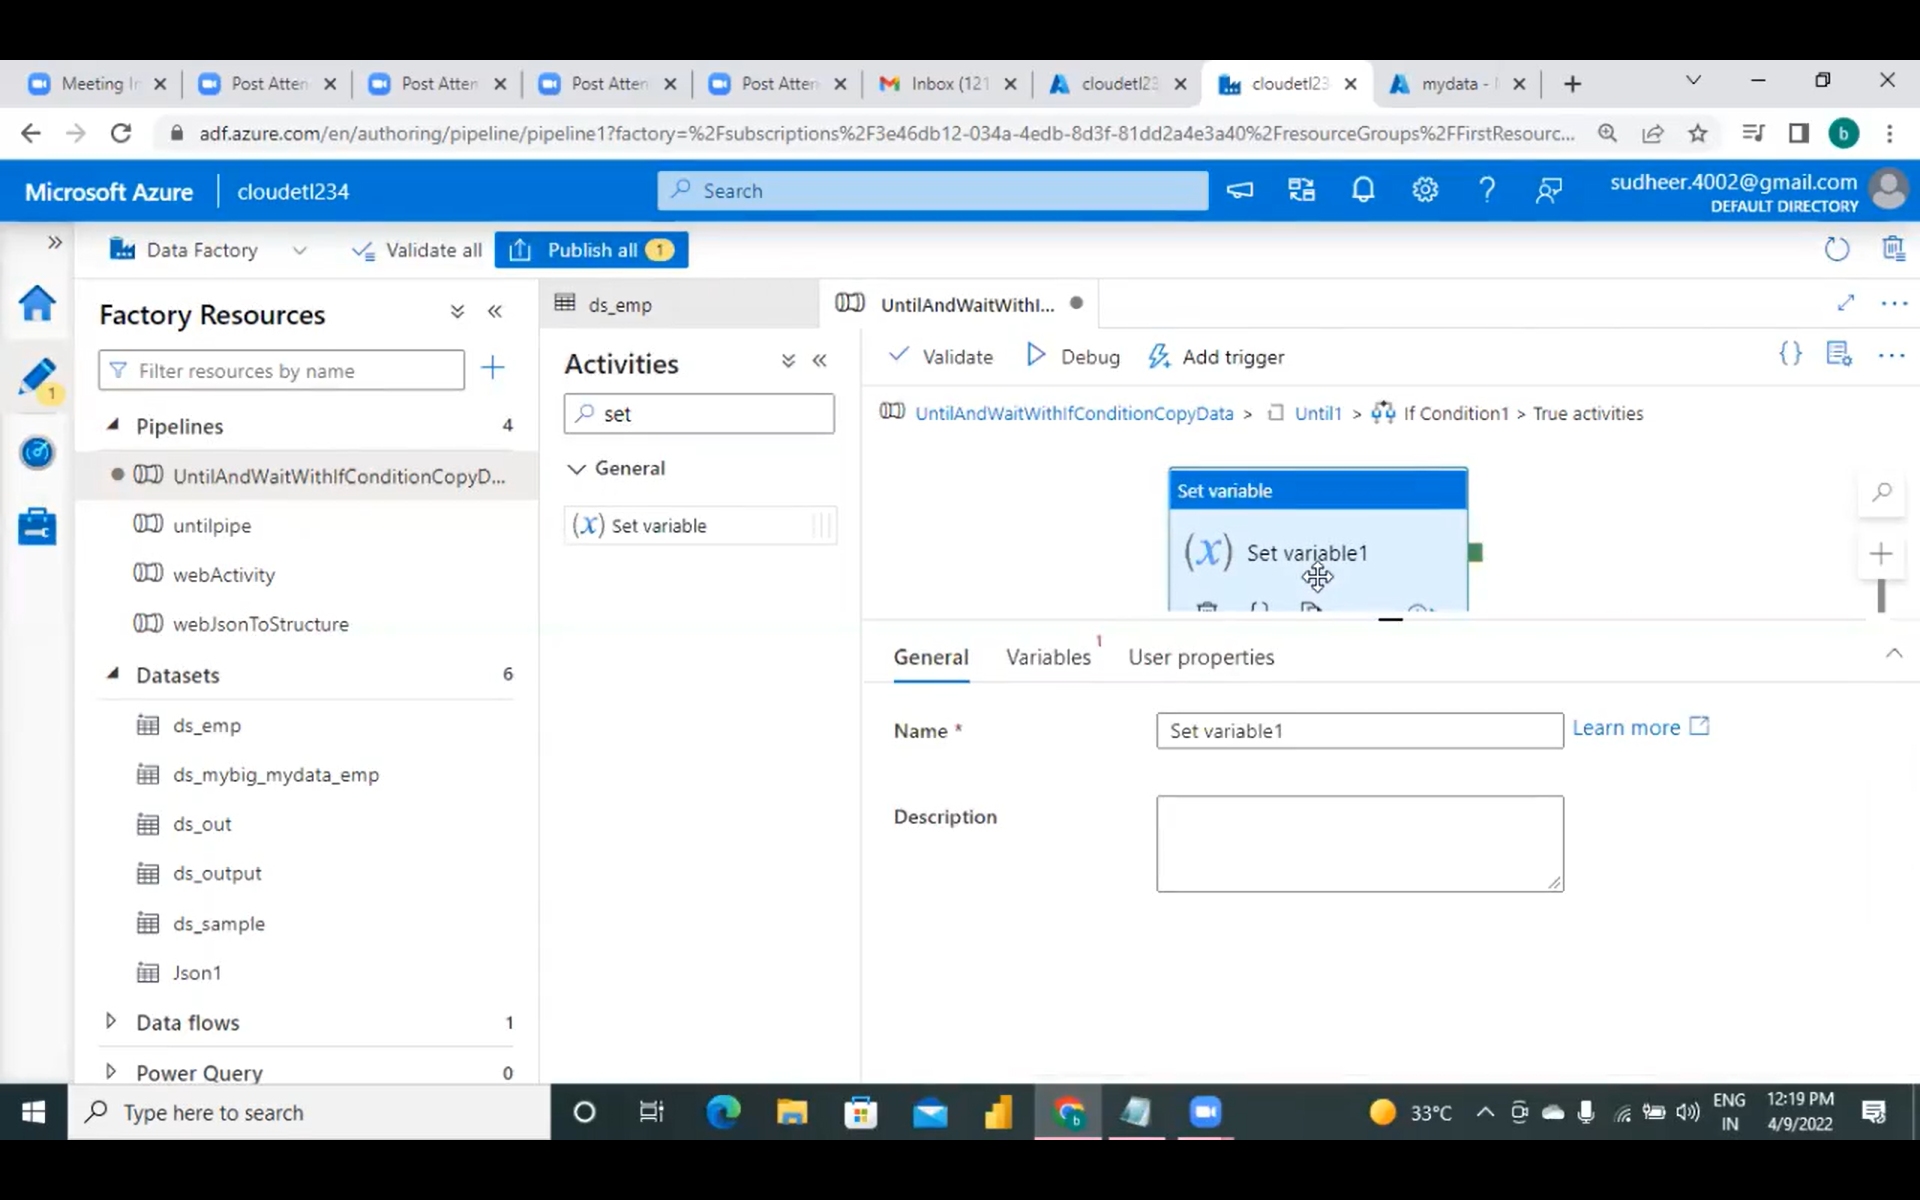 Meeting In
Post Atten
Post Atten
Post Atten
Post Atten
Inbox (121
cloudetl23
cloudetl23
mydata -
adf.azure.com/en/authoring/pipeline/pipeline1?factory=%2Fsubscriptions%2F3e46db12-034a-4edb-8d3f-81dd2a4e3a40%2FresourceGroups%2FFirstResourc...
b
Microsoft Azure
cloudetl234
Search
sudheer.4002@gmail.com
DEFAULT DIRECTORY
Data Factory
Validate all
Publish all
1
1
Factory Resources
Filter resources by name
Pipelines
4
UntilAndWaitWithIfConditionCopyD...
untilpipe
webActivity
webJsonToStructure
Datasets
6
ds_emp
ds_mybig_mydata_emp
ds_out
ds_output
ds_sample
Json1
Data flows
1
Power Query
0
ds_emp
UntilAndWaitWithI...
Activities
set
General
(x) Set variable
Validate
Debug
Add trigger
{}
UntilAndWaitWithIfConditionCopyData > Until1 > If Condition1 > True activities
Set variable
(x) Set variable1
General
Variables
1
User properties
Name *
Set variable1
Learn more
Description
Type here to search
33°C
ENG
IN
12:19 PM
4/9/2022